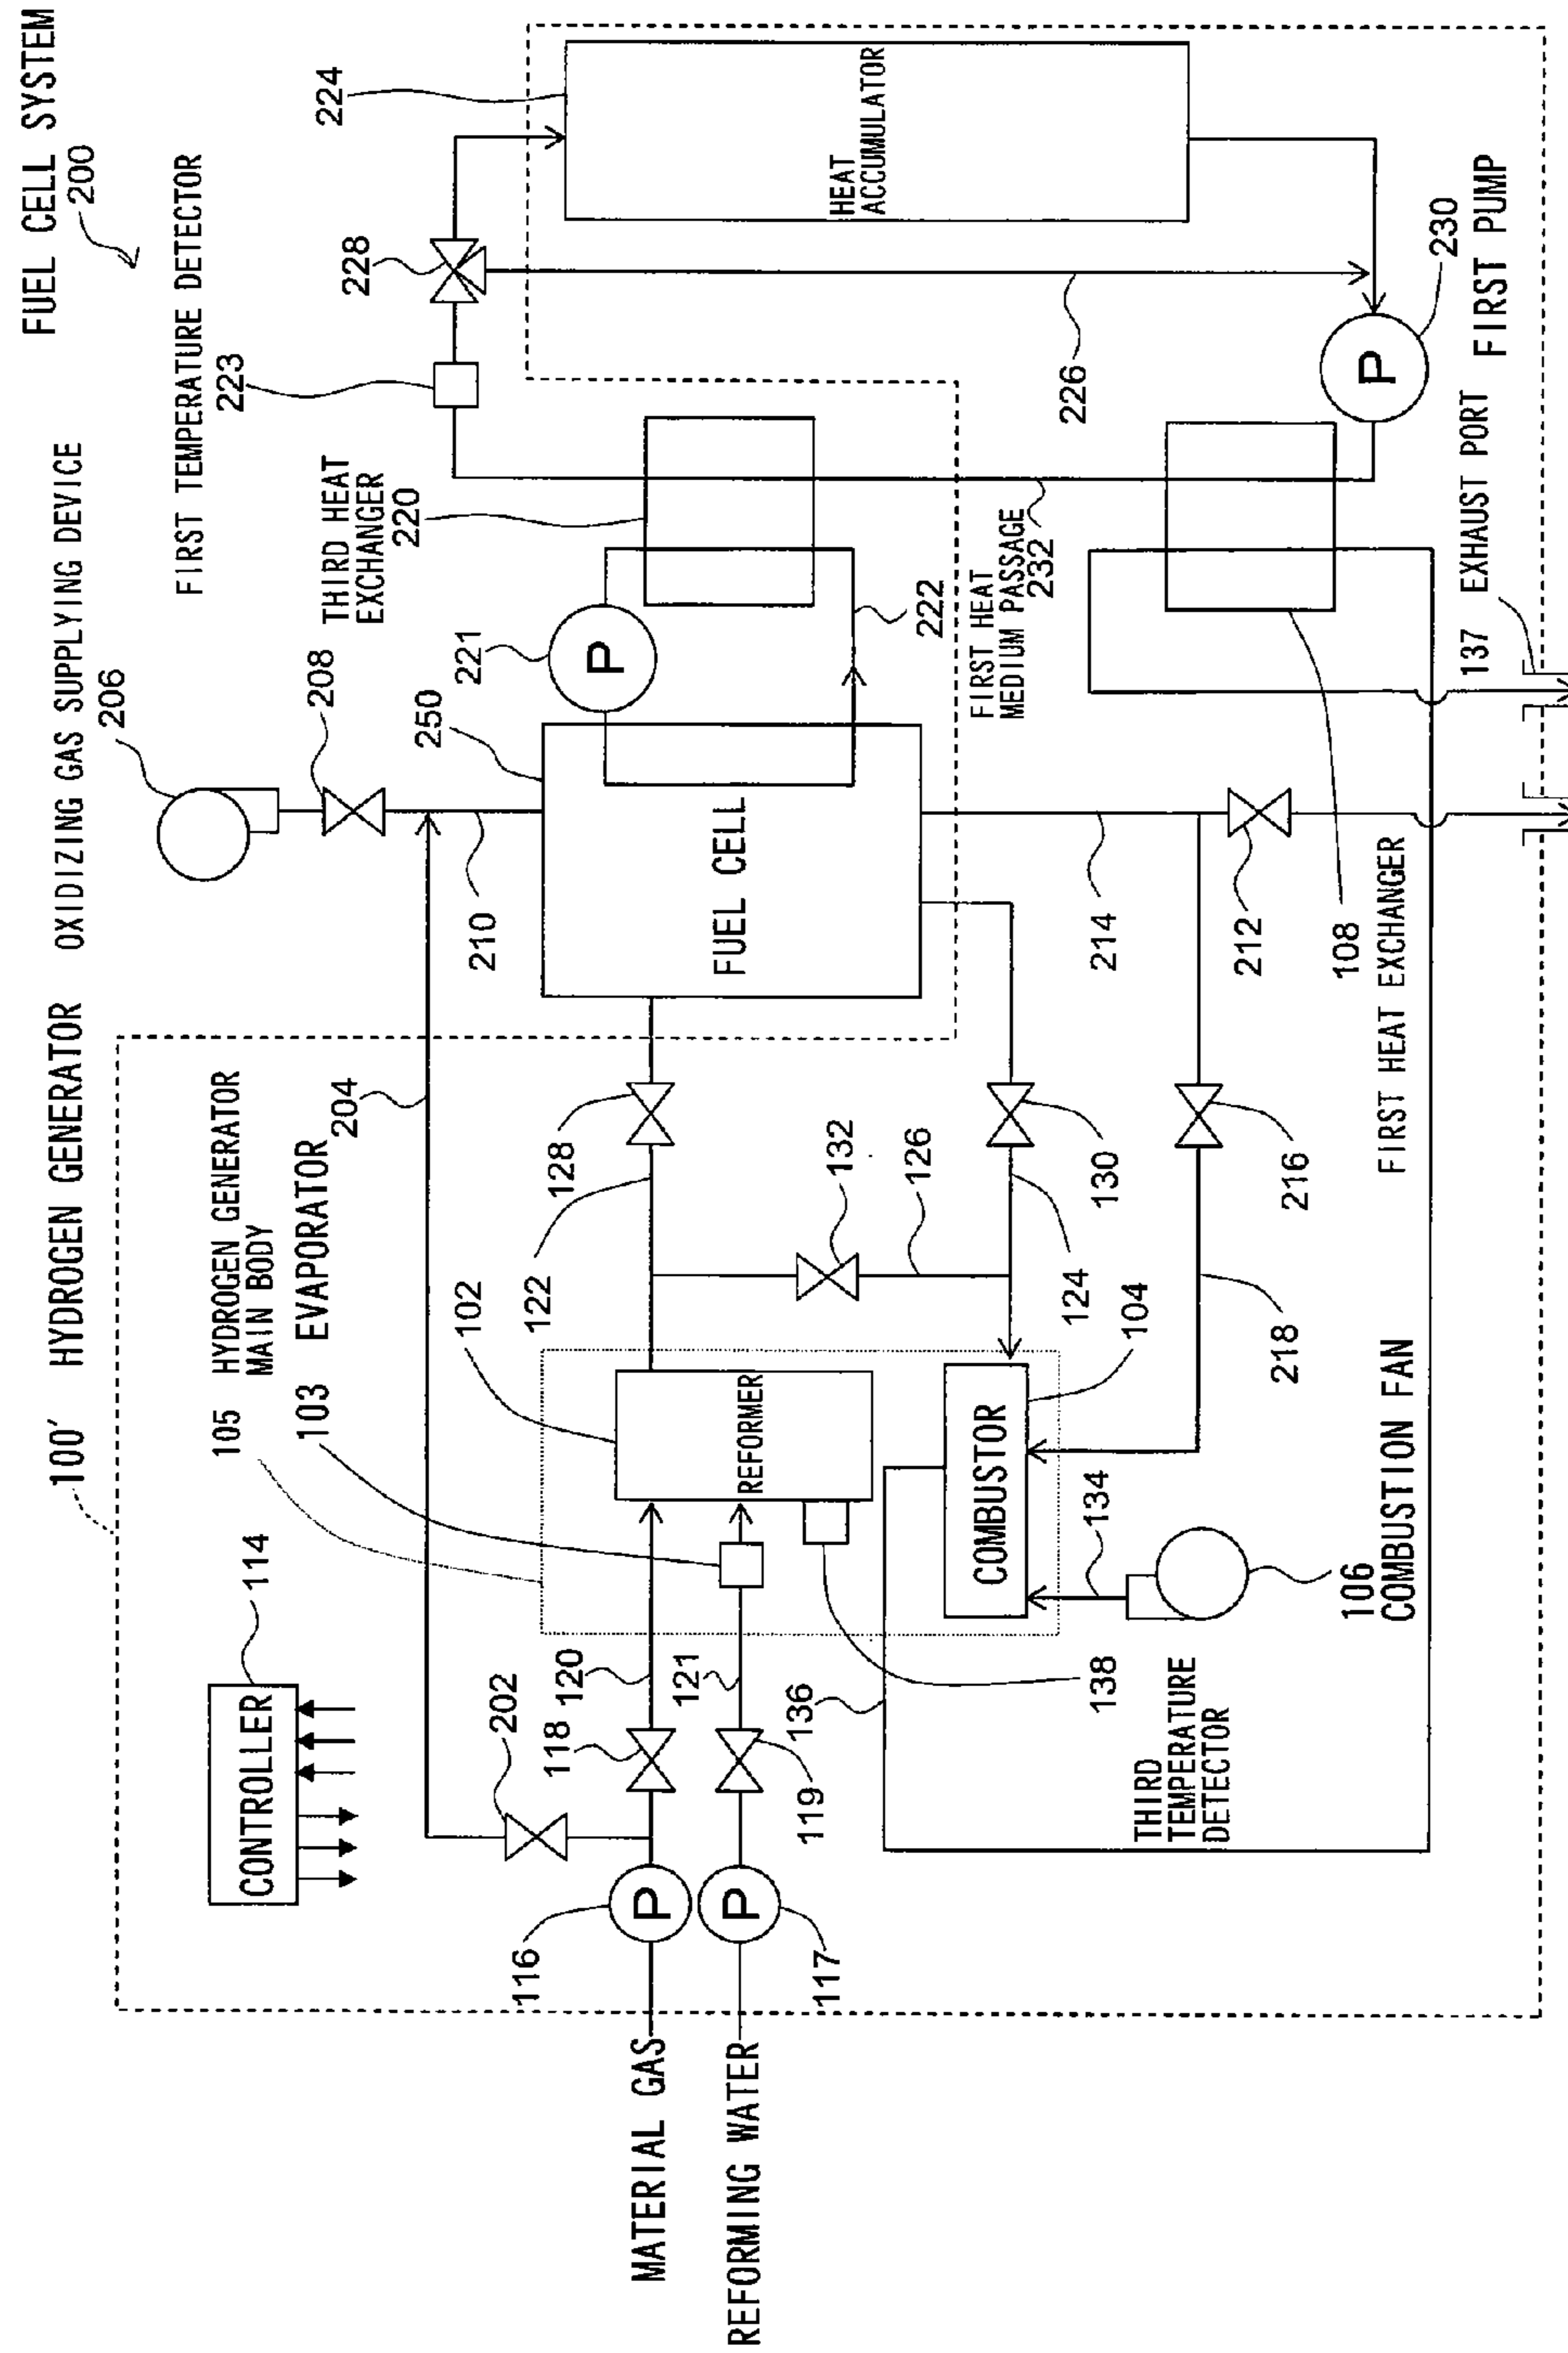 FUEL CELL SYSTEM
200
100' HYDROGEN GENERATOR
OXIDIZING GAS SUPPLYING DEVICE
206
FIRST TEMPERATURE DETECTOR
223
105 HYDROGEN GENERATOR
MAIN BODY
103 EVAPORATOR
204
208
THIRD HEAT
EXCHANGER
220
228
224
114
CONTROLLER
202
116
118
120
102
122
128
210
250
221
P
P
MATERIAL GAS
REFORMING WATER
P
117
119
121
REFORMER
132
126
FUEL CELL
222
HEAT
ACCUMULATOR
136
138
COMBUSTOR
104
124
130
FIRST HEAT
MEDIUM PASSAGE
232
226
134
214
THIRD
TEMPERATURE
DETECTOR
106
COMBUSTION FAN
218
216
212
108
FIRST HEAT EXCHANGER
P
230
FIRST PUMP
137 EXHAUST PORT